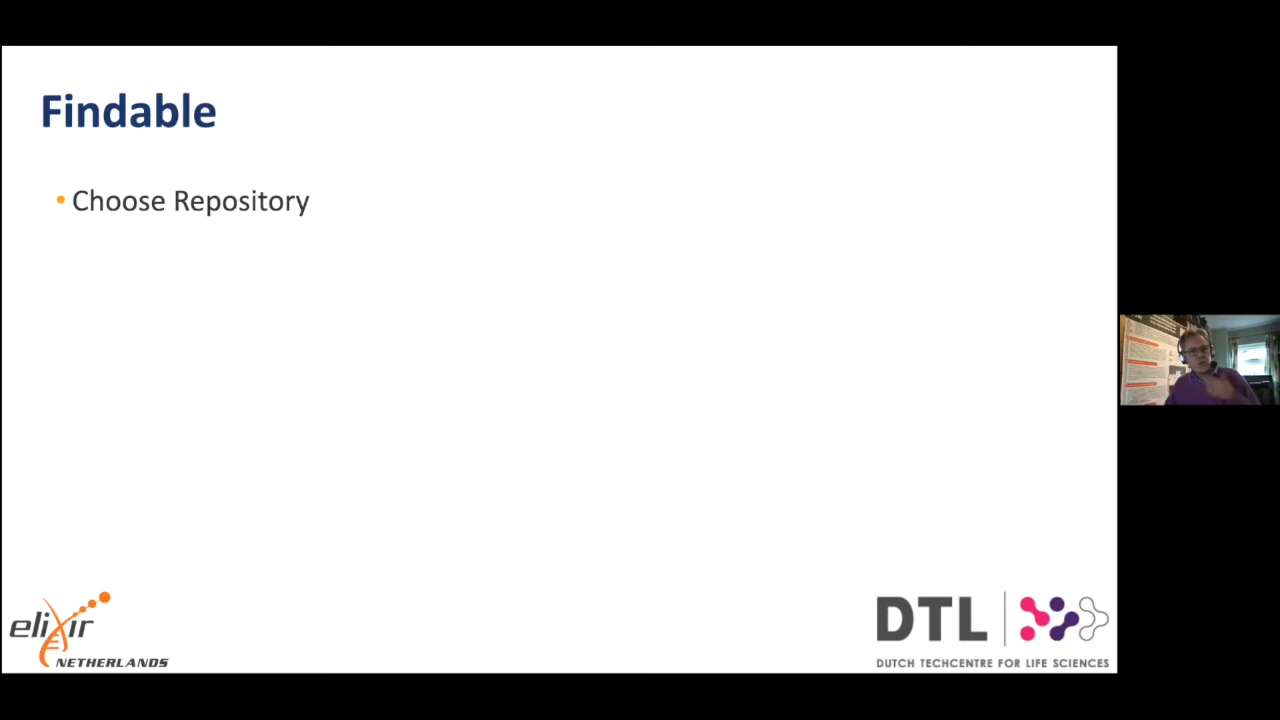 Findable
• Choose Repository
elixir
NETHERLANDS
DTL
DUTCH TECHCENTRE FOR LIFE SCIENCES